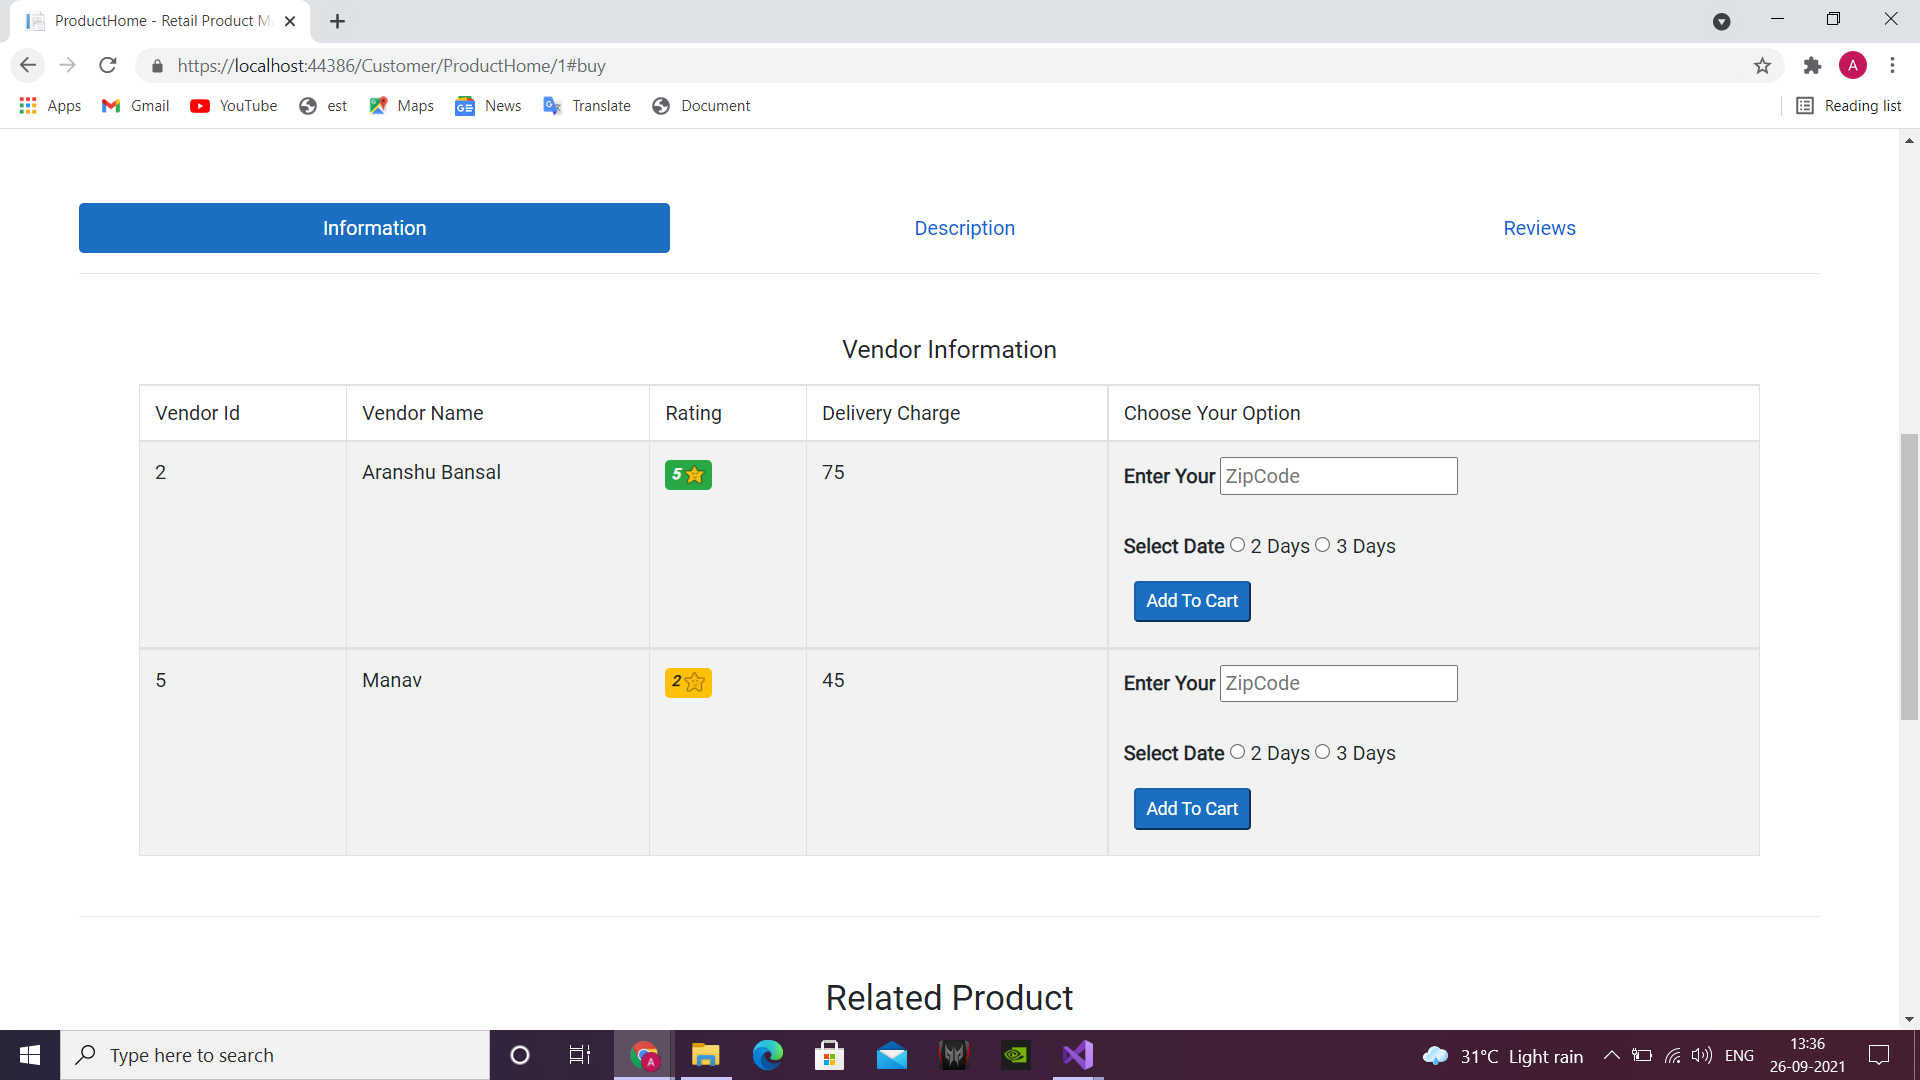 ProductHome - Retail Product M
https://localhost:44386/Customer/ProductHome/1#buy
A
Apps Gmail YouTube est Maps News Translate Document Reading list
Information Description Reviews
Vendor Information
Vendor Id Vendor Name Rating Delivery Charge Choose Your Option
2 Aranshu Bansal 5 75 Enter Your ZipCode
Select Date 2 Days 3 Days
Add To Cart
5 Manav 2 45 Enter Your ZipCode
Select Date 2 Days 3 Days
Add To Cart
Related Product
Type here to search 31°C Light rain ENG 13:36
26-09-2021